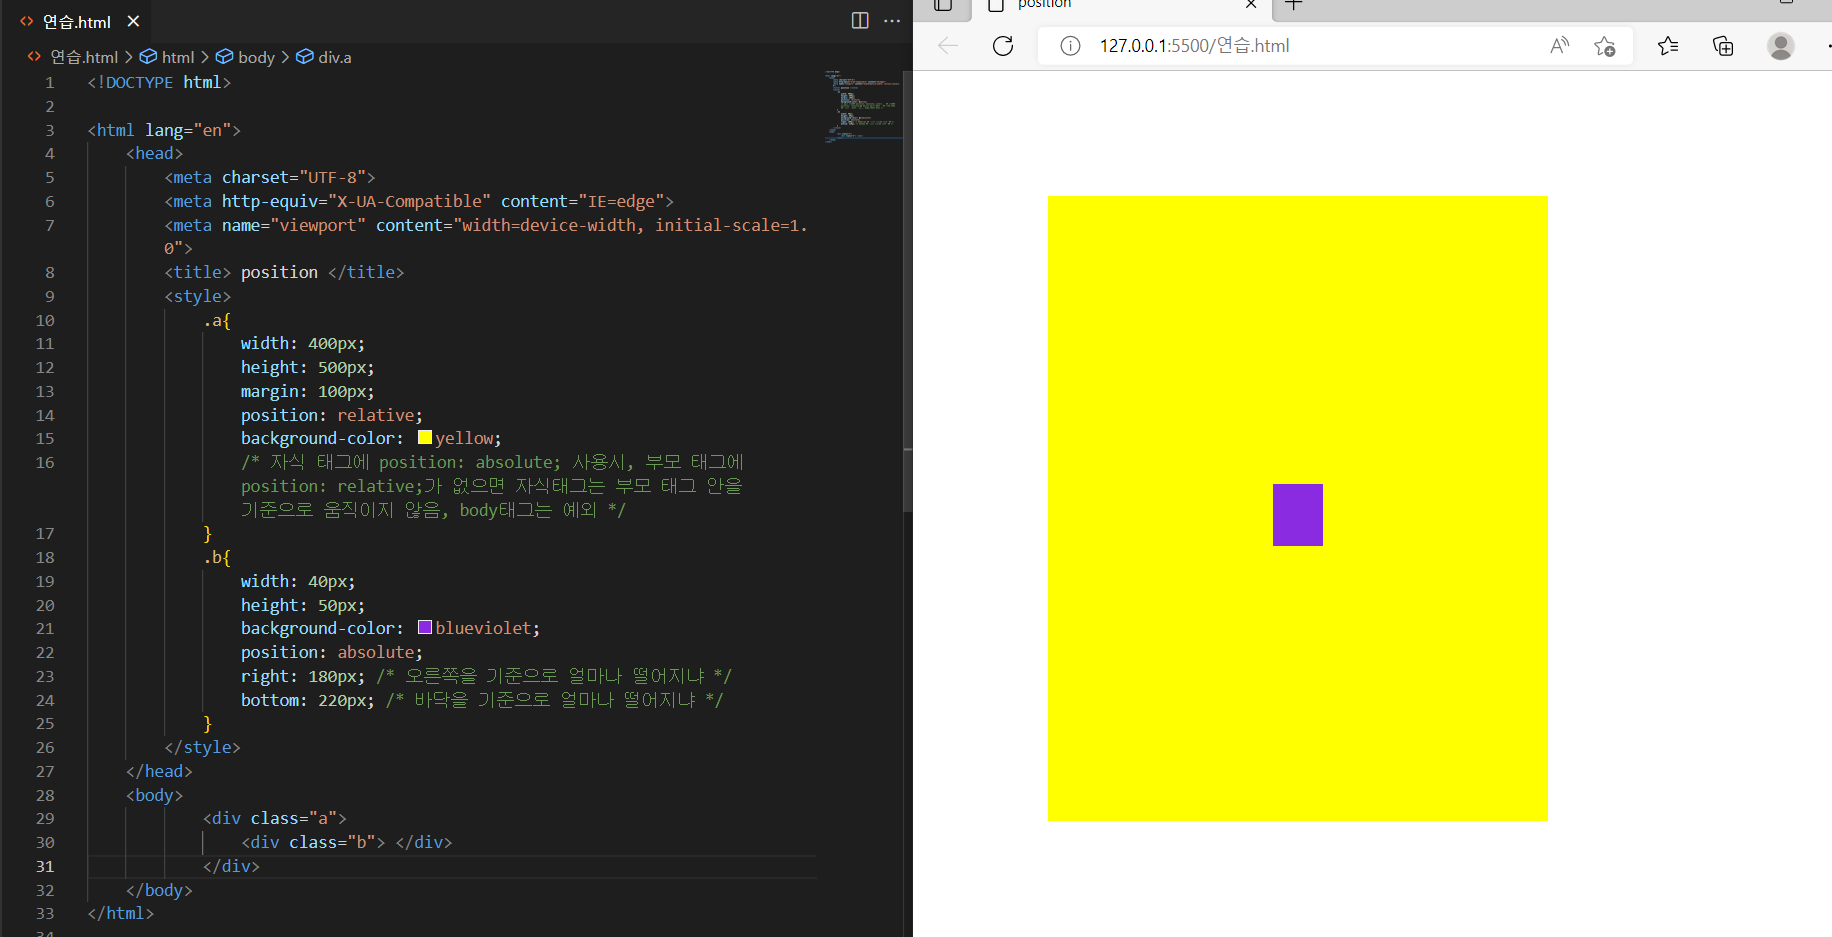 연습.html
연습.html > html > body > div.a
1 <!DOCTYPE html>
2
3 <html lang="en">
4 <head>
5 <meta charset="UTF-8">
6 <meta http-equiv="X-UA-Compatible" content="IE=edge">
7 <meta name="viewport" content="width=device-width, initial-scale=1.
0">
8 <title> position </title>
9 <style>
10 .a{
11 width: 400px;
12 height: 500px;
13 margin: 100px;
14 position: relative;
15 background-color: yellow;
16 /* 자식 태그에 position: absolute; 사용시, 부모 태그에
position: relative;가 없으면 자식태그는 부모 태그 안을
기준으로 움직이지 않음, body태그는 예외 */
17 }
18 .b{
19 width: 40px;
20 height: 50px;
21 background-color: blueviolet;
22 position: absolute;
23 right: 180px; /* 오른쪽을 기준으로 얼마나 떨어지냐 */
24 bottom: 220px; /* 바닥을 기준으로 얼마나 떨어지냐 */
25 }
26 </style>
27 </head>
28 <body>
29 <div class="a">
30 <div class="b"> </div>
31 </div>
32 </body>
33 </html>
34
position
127.0.0.1:5500/연습.html